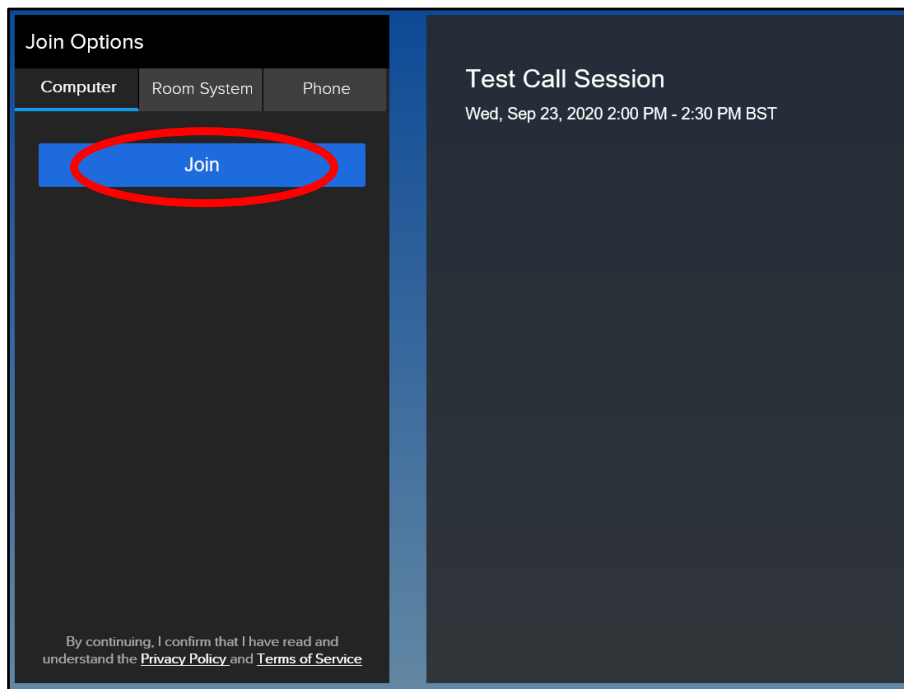 Join Options
Computer Room System Phone
Join
By continuing, I confirm that I have read and
understand the Privacy Policy and Terms of Service
Test Call Session
Wed, Sep 23, 2020 2:00 PM - 2:30 PM BST